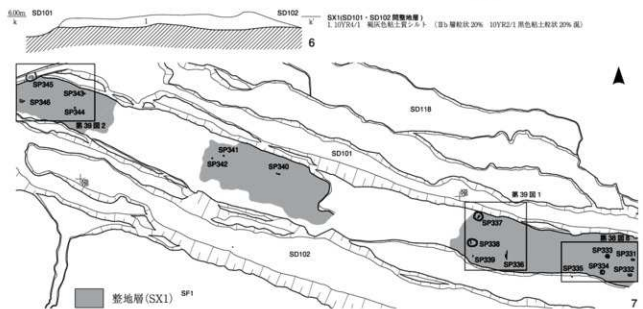 6.00m SD101 SD102
k 1 k'
SX1(SD101・SD102 間整地層)
1. 10YR4/1 褐灰色粘土質シルト (Ⅲb 層粒状 20% 10YR2/1 黒色粘土粒状 20% 混)
6
SP345 SP343
SP346 SP344
第39図2
SD118
SP341
SP342 SP340
SD101
第39図1
SP337
SP338
SP339 SP336
第38図8
SP333 SP331
SP335 SP334 SP332
SD102
SF1
整地層(SX1)
7